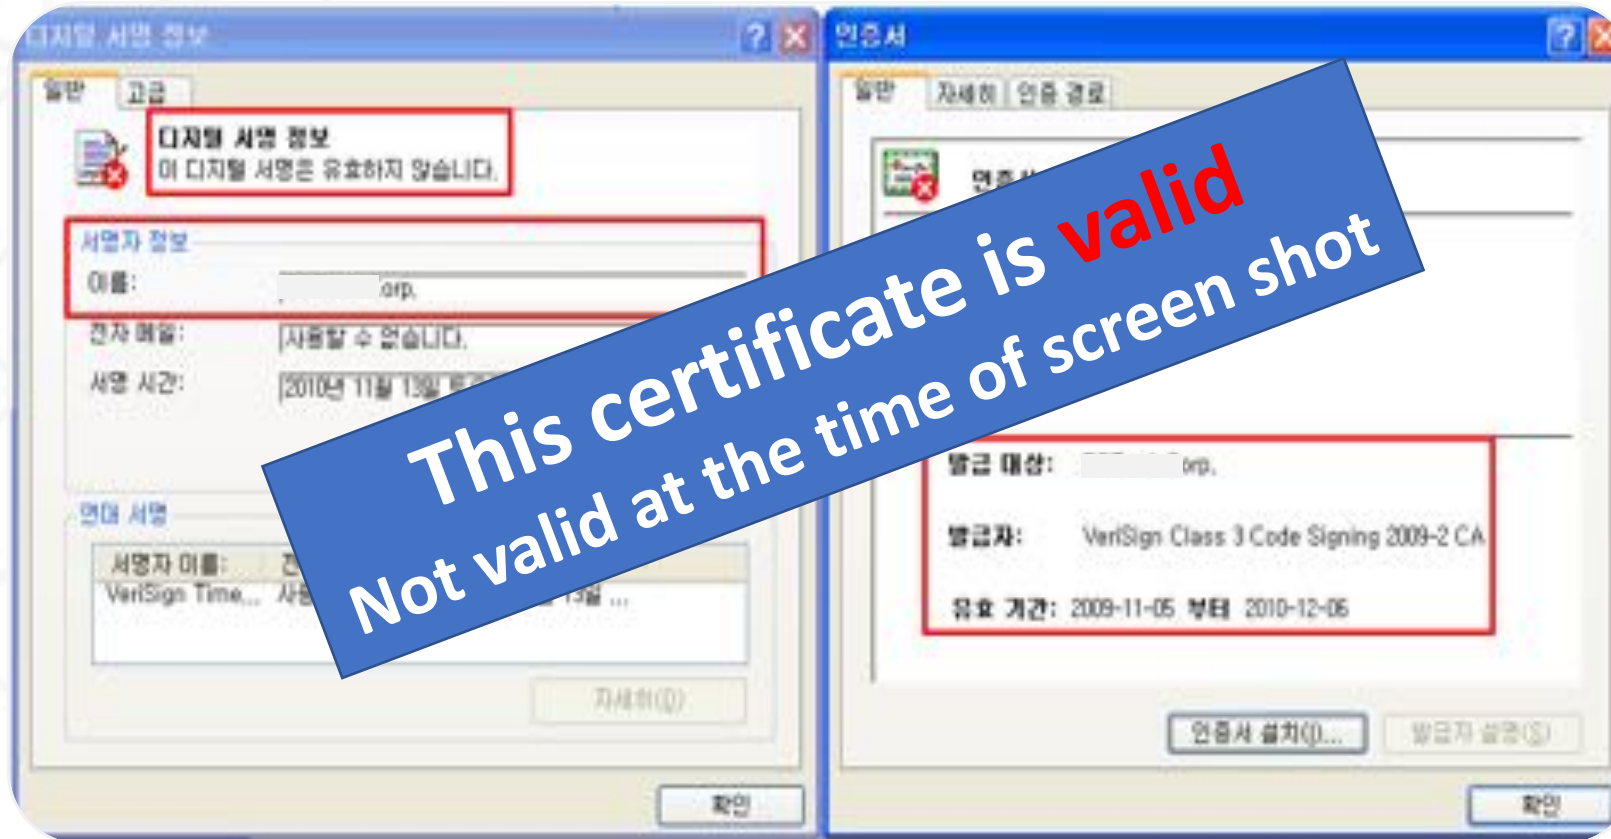 디지털 서명 정보
일반 고급
디지털 서명 정보
이 디지털 서명은 유효하지 않습니다.
서명자 정보
이름: orp.
전자 메일: 사용할 수 없습니다.
서명 시간: 2010년 11월 13일
연대 서명
서명자 이름:
VeriSign Time... 13일 ...
자세히(D)
확인
인증서
일반 자세히 인증 경로
발급 대상: orp.
발급자: VeriSign Class 3 Code Signing 2009-2 CA
유효 기간: 2009-11-05 부터 2010-12-06
인증서 설치(I)... 발급자 설명(S)
확인
This certificate is valid
Not valid at the time of screen shot